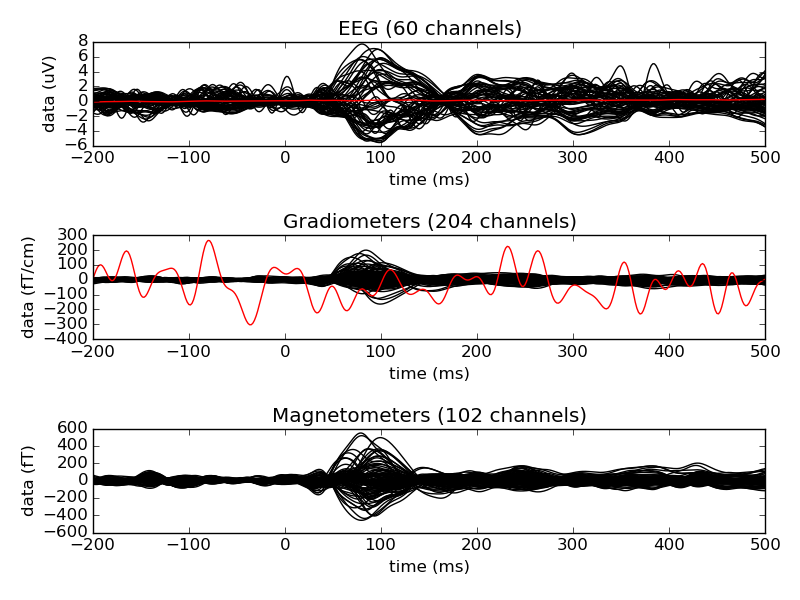 EEG (60 channels)
8
6
4
2
0
−2
−4
−6
data (uV)
−200 −100 0 100 200 300 400 500
time (ms)
Gradiometers (204 channels)
300
200
100
0
−100
−200
−300
−400
data (fT/cm)
−200 −100 0 100 200 300 400 500
time (ms)
Magnetometers (102 channels)
600
400
200
0
−200
−400
−600
data (fT)
−200 −100 0 100 200 300 400 500
time (ms)